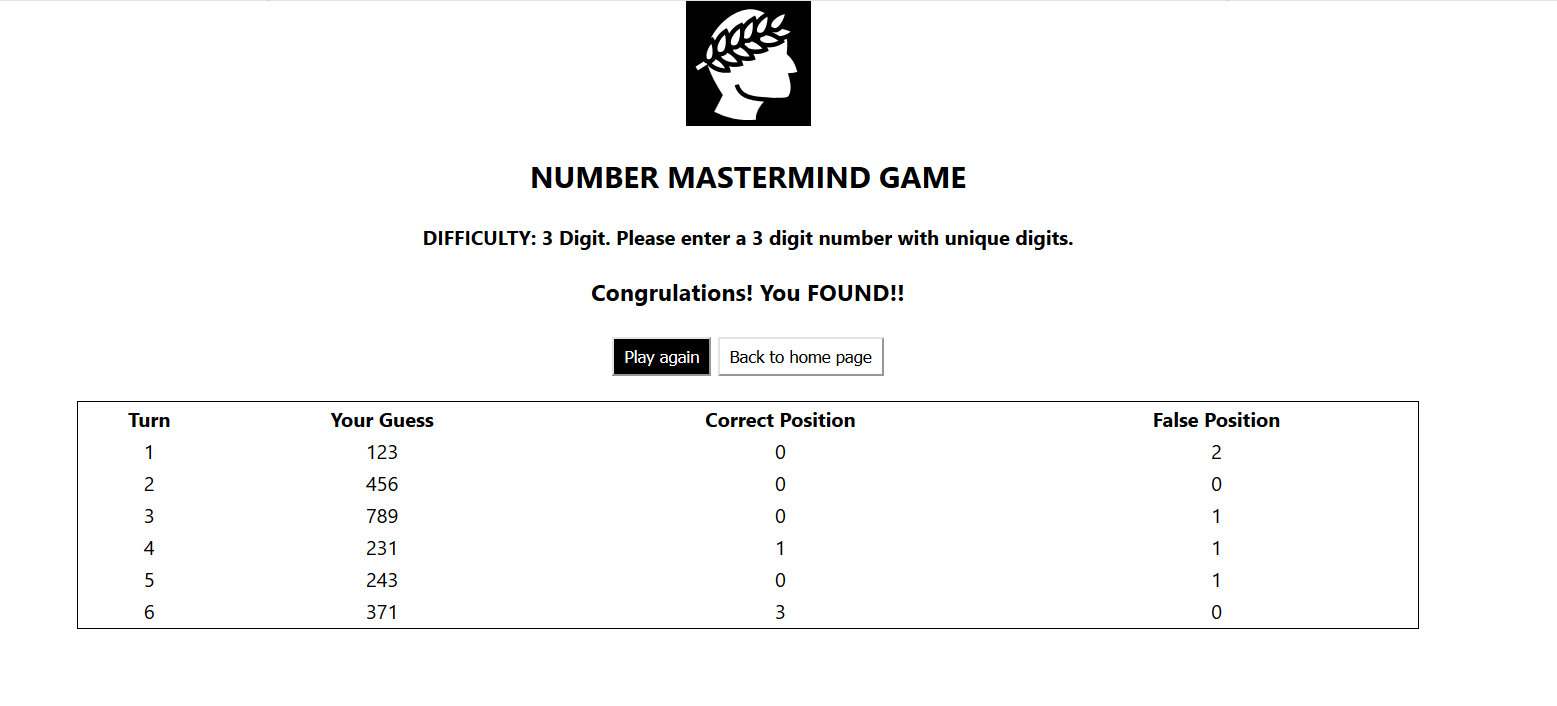 NUMBER MASTERMIND GAME
DIFFICULTY: 3 Digit. Please enter a 3 digit number with unique digits.
Congrulations! You FOUND!!
Play again Back to home page
Turn Your Guess Correct Position False Position
1 123 0 2
2 456 0 0
3 789 0 1
4 231 1 1
5 243 0 1
6 371 3 0